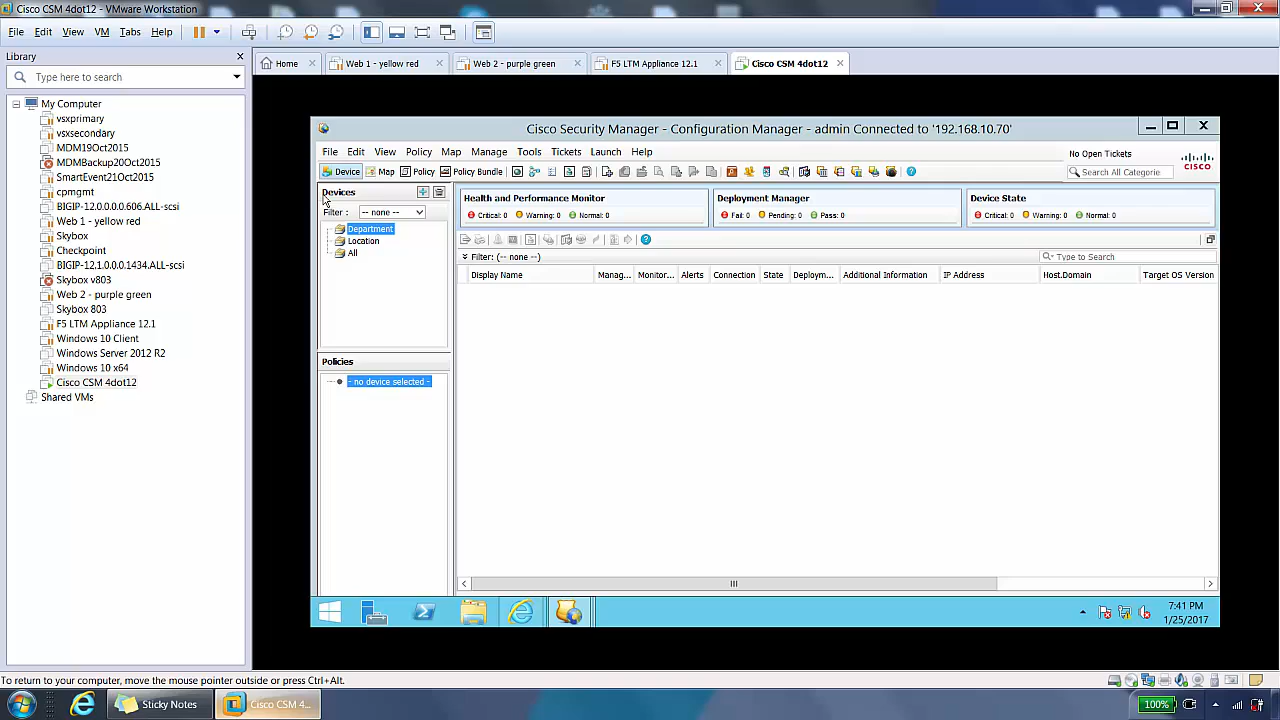 Cisco CSM 4dot12 - VMware Workstation
File Edit View VM Tabs Help
Library
Type here to search
My Computer
vsxprimary
vsxsecondary
MDM19Oct2015
MDMBackup20Oct2015
SmartEvent21Oct2015
cpmgmt
BIGIP-12.0.0.0.606.ALL-scsi
Web 1 - yellow red
Skybox
Checkpoint
BIGIP-12.1.0.0.1434.ALL-scsi
Skybox v803
Web 2 - purple green
Skybox 803
F5 LTM Appliance 12.1
Windows 10 Client
Windows Server 2012 R2
Windows 10 x64
Cisco CSM 4dot12
Shared VMs
Home Web 1 - yellow red Web 2 - purple green F5 LTM Appliance 12.1 Cisco CSM 4dot12
Cisco Security Manager - Configuration Manager - admin Connected to '192.168.10.70'
File Edit View Policy Map Manage Tools Tickets Launch Help
No Open Tickets
CISCO
Device Map Policy Policy Bundle
Search All Categories
Devices
Filter : -- none --
Department
Location
All
Policies
- no device selected -
Health and Performance Monitor
Critical: 0 Warning: 0 Normal: 0
Deployment Manager
Fail: 0 Pending: 0 Pass: 0
Device State
Critical: 0 Warning: 0 Normal: 0
Filter: (-- none --)
Type to Search
Display Name Manag... Monitor... Alerts Connection State Deploym... Additional Information IP Address Host.Domain Target OS Version
7:41 PM
1/25/2017
To return to your computer, move the mouse pointer outside or press Ctrl+Alt.
Sticky Notes
Cisco CSM 4...
100%